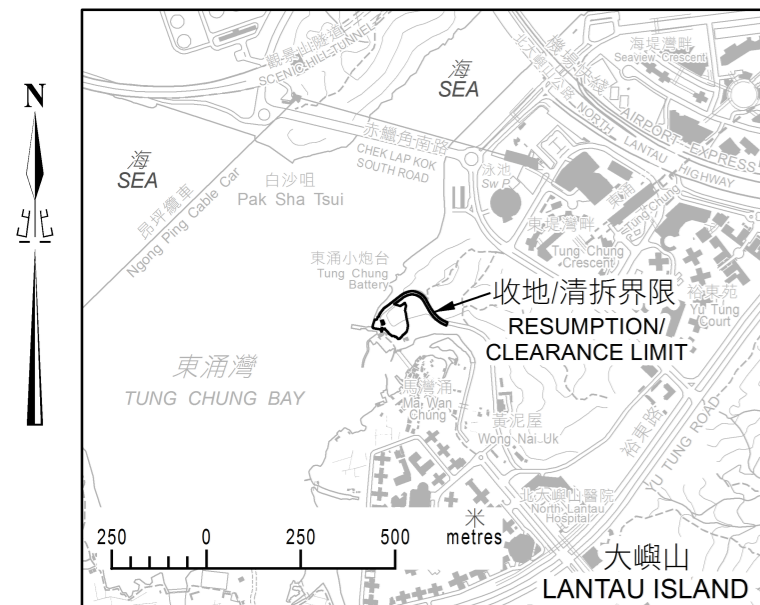 N
觀景山隧道
SCENIC HILL TUNNEL
海
SEA
海堤灣畔
Seaview Crescent
機場快綫
AIRPORT EXPRESS
北大嶼山公路
NORTH LANTAU HIGHWAY
赤鱲角南路
CHEK LAP KOK
SOUTH ROAD
海
SEA
昂坪纜車
Ngong Ping Cable Car
白沙咀
Pak Sha Tsui
泳池
Sw P.
東涌
Tung Chung
東堤灣畔
Tung Chung
Crescent
東涌小炮台
Tung Chung
Battery
收地/清拆界限
RESUMPTION/
CLEARANCE LIMIT
裕東苑
Yu Tung
Court
東涌灣
TUNG CHUNG BAY
馬灣涌
Ma Wan
Chung
黃泥屋
Wong Nai Uk
裕東路
YU TUNG ROAD
北大嶼山醫院
North Lantau
Hospital
250 0 250 500
米
metres
大嶼山
LANTAU ISLAND